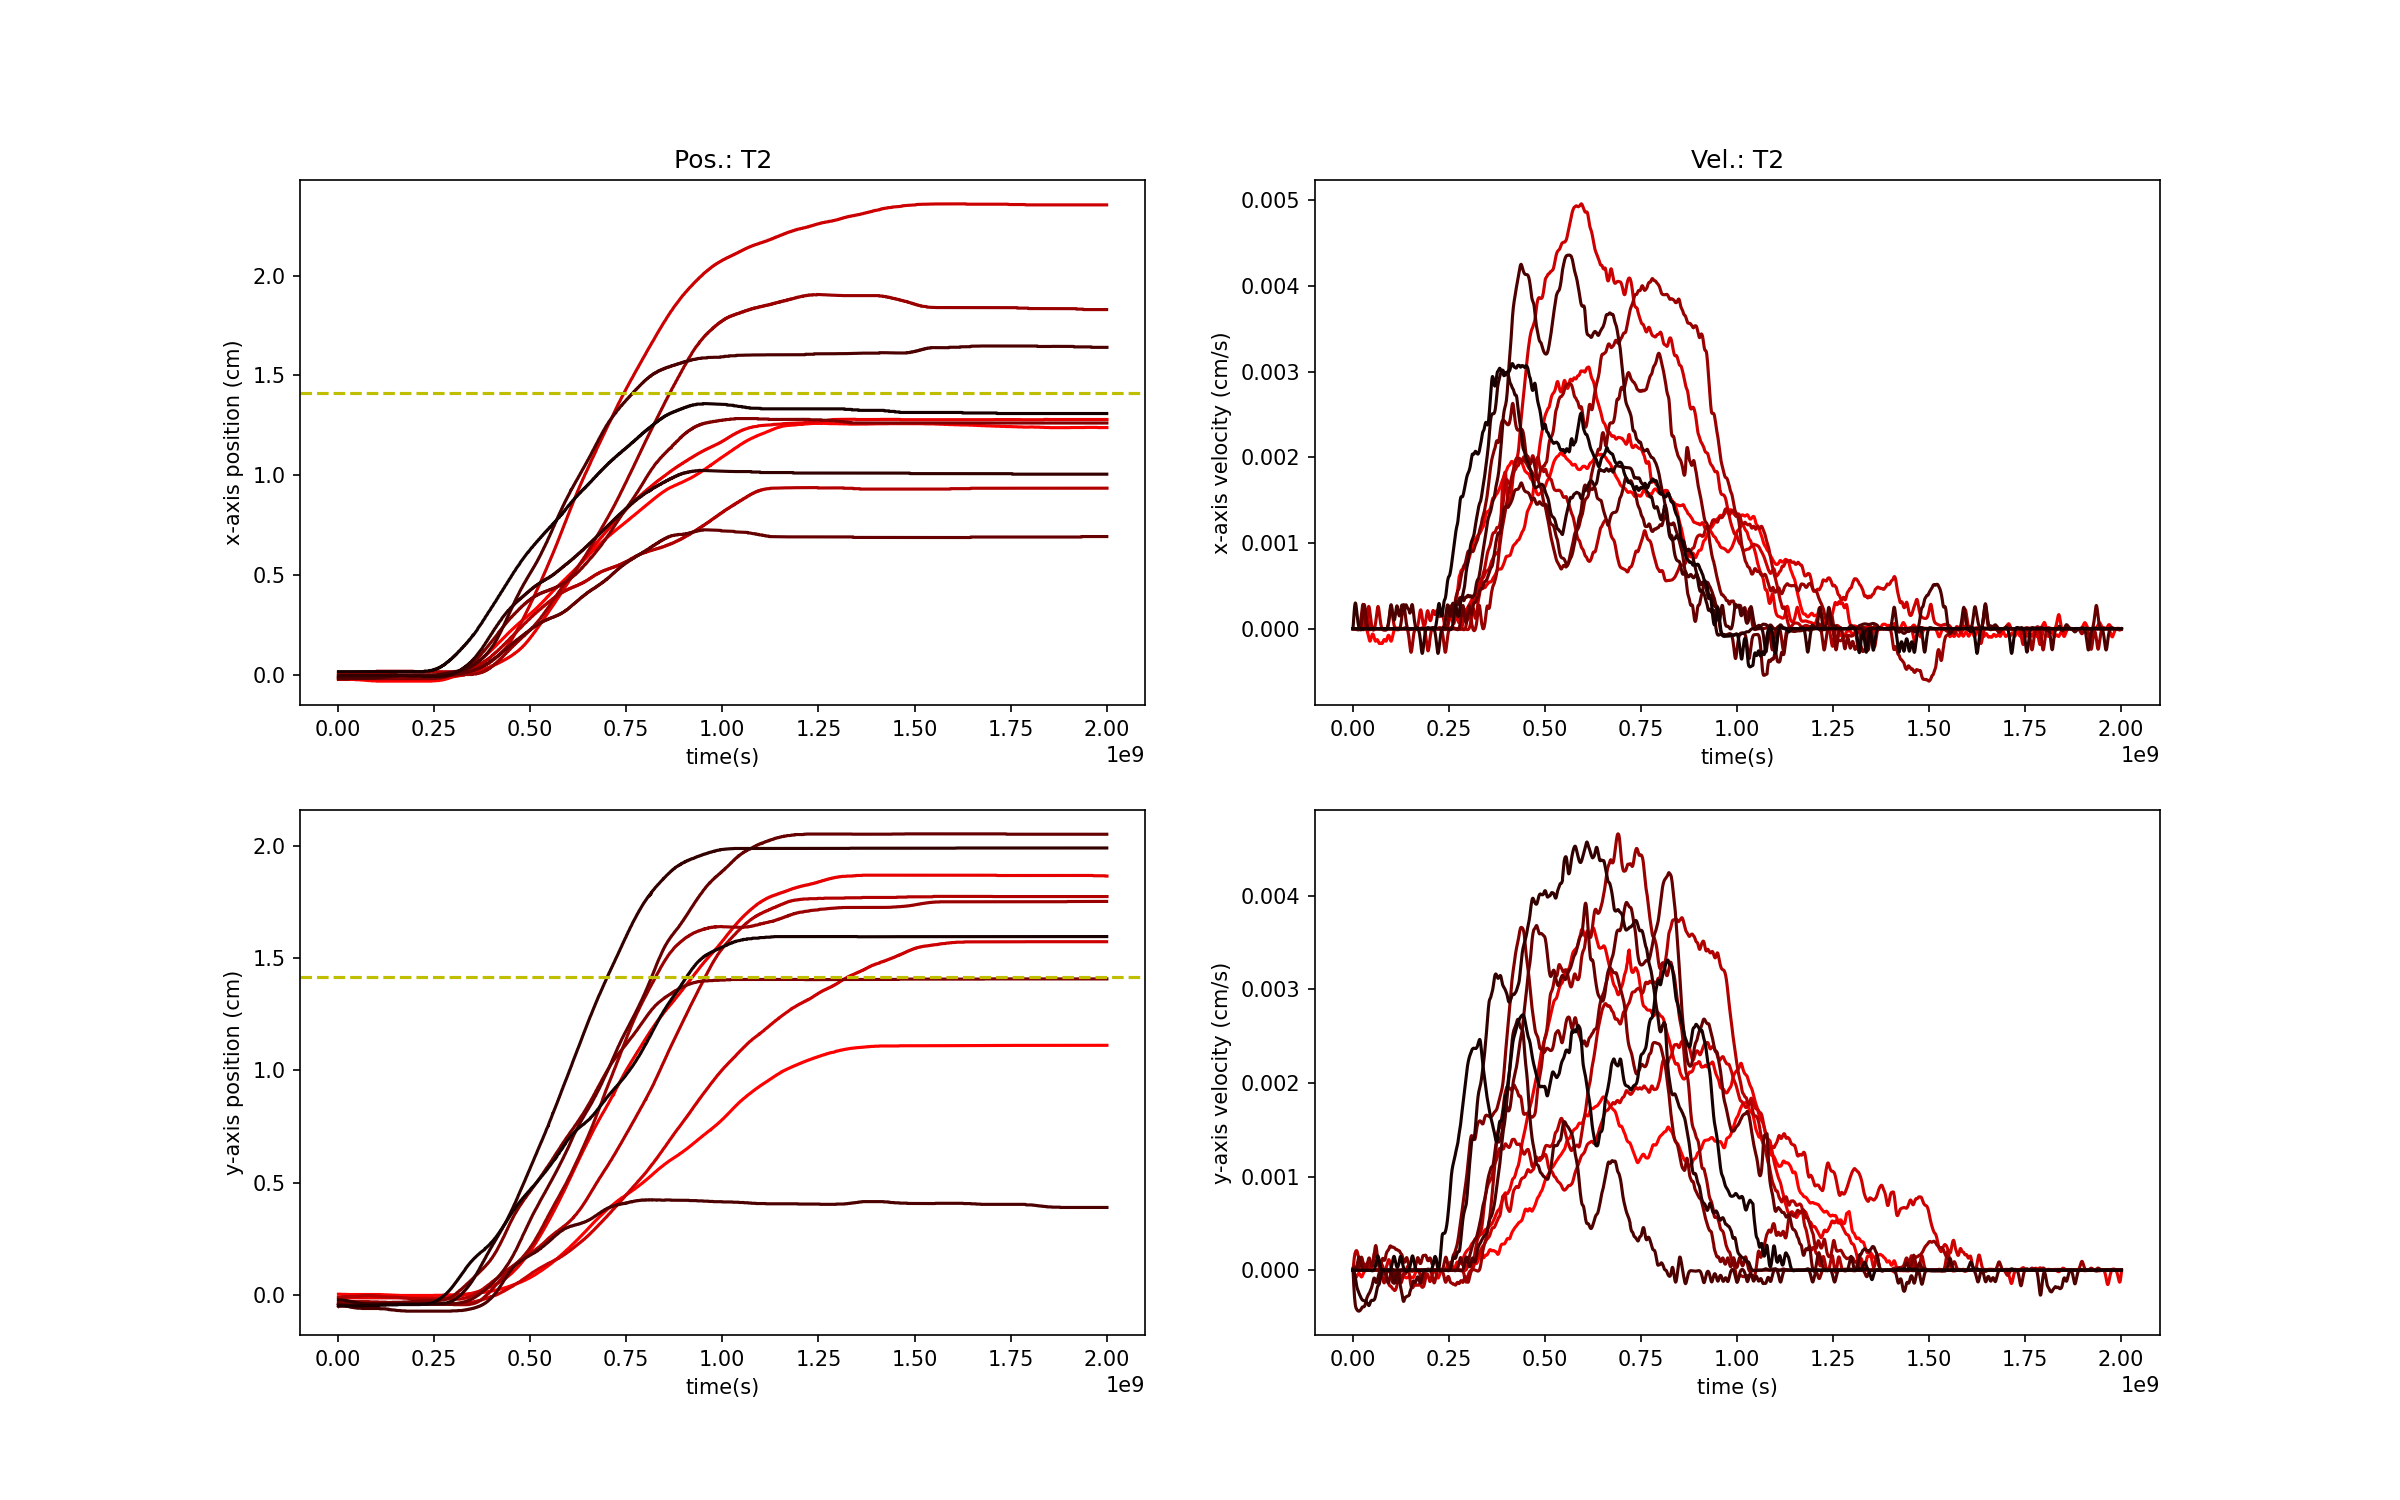 Pos.: T2
x-axis position (cm)
2.0
1.5
1.0
0.5
0.0
0.00 0.25 0.50 0.75 1.00 1.25 1.50 1.75 2.00
time(s)
1e9
Vel.: T2
x-axis velocity (cm/s)
0.005
0.004
0.003
0.002
0.001
0.000
0.00 0.25 0.50 0.75 1.00 1.25 1.50 1.75 2.00
time(s)
1e9
y-axis position (cm)
2.0
1.5
1.0
0.5
0.0
0.00 0.25 0.50 0.75 1.00 1.25 1.50 1.75 2.00
time(s)
1e9
y-axis velocity (cm/s)
0.004
0.003
0.002
0.001
0.000
0.00 0.25 0.50 0.75 1.00 1.25 1.50 1.75 2.00
time (s)
1e9